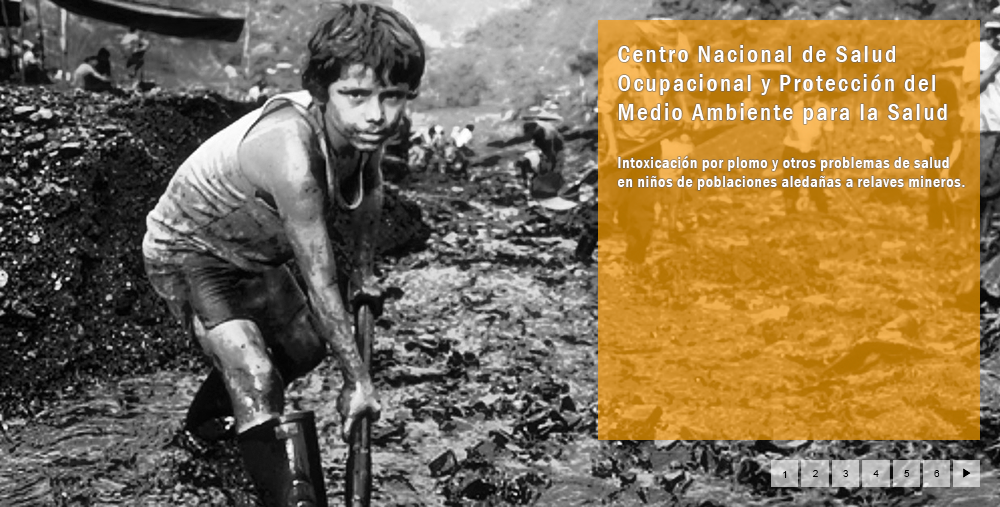 Centro Nacional de Salud
Ocupacional y Protección del
Medio Ambiente para la Salud
Intoxicación por plomo y otros problemas de salud
en niños de poblaciones aledañas a relaves mineros.
1 2 3 4 5 6